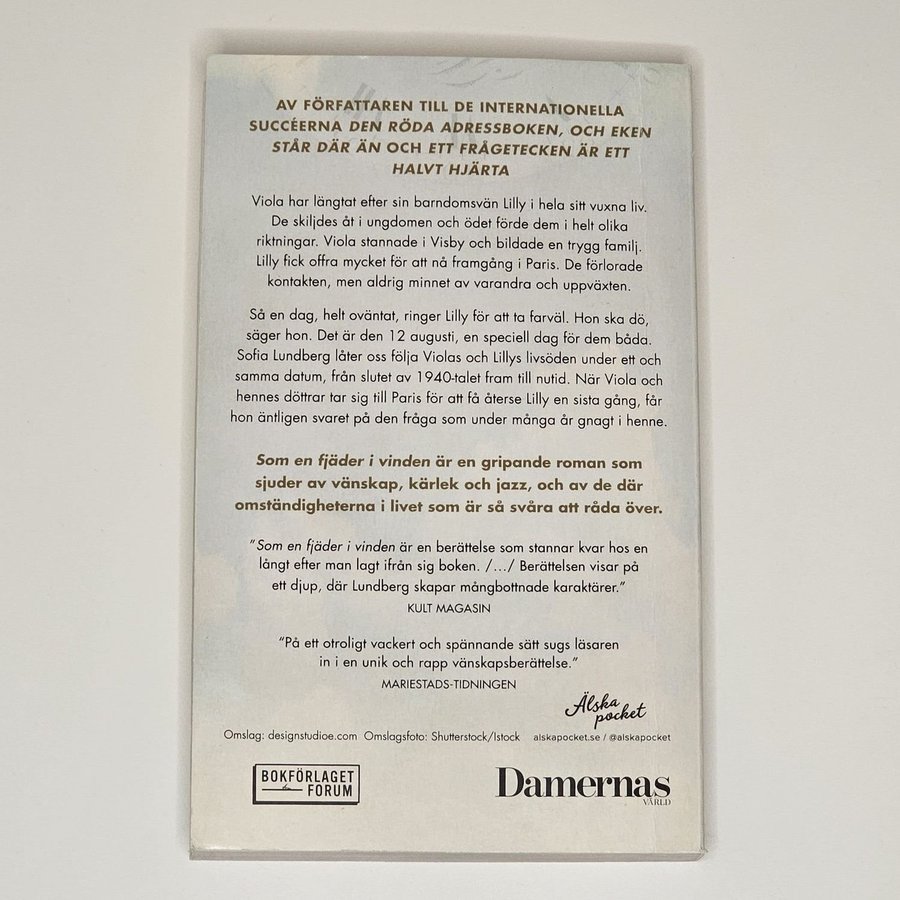 AV FÖRFATTAREN TILL DE INTERNATIONELLA
SUCCÉERNA DEN RÖDA ADRESSBOKEN, OCH EKEN
STÅR DÄR ÄN OCH ETT FRÅGETECKEN ÄR ETT
HALVT HJÄRTA
Viola har längtat efter sin barndomsvän Lilly i hela sitt vuxna liv.
De skiljdes åt i ungdomen och ödet förde dem i helt olika
riktningar. Viola stannade i Visby och bildade en trygg familj.
Lilly fick offra mycket för att nå framgång i Paris. De förlorade
kontakten, men aldrig minnet av varandra och uppväxten.
Så en dag, helt oväntat, ringer Lilly för att ta farväl. Hon ska dö,
säger hon. Det är den 12 augusti, en speciell dag för dem båda.
Sofia Lundberg låter oss följa Violas och Lillys livsöden under ett och
samma datum, från slutet av 1940-talet fram till nutid. När Viola och
hennes döttrar tar sig till Paris för att få återse Lilly en sista gång, får
hon äntligen svaret på den fråga som under många år gnagt i henne.
Som en fjäder i vinden är en gripande roman som
sjuder av vänskap, kärlek och jazz, och av de där
omständigheterna i livet som är så svåra att råda över.
”Som en fjäder i vinden är en berättelse som stannar kvar hos en
långt efter man lagt ifrån sig boken. /.../ Berättelsen visar på
ett djup, där Lundberg skapar mångbottnade karaktärer.”
KULT MAGASIN
“På ett otroligt vackert och spännande sätt sugs läsaren
in i en unik och rapp vänskapsberättelse.”
MARIESTADS-TIDNINGEN
Älska
pocket
Omslag: designstudioe.com Omslagsfoto: Shutterstock/Istock alskapocket.se / @alskapocket
BOKFÖRLAGET
FORUM
Damernas
VÄRLD